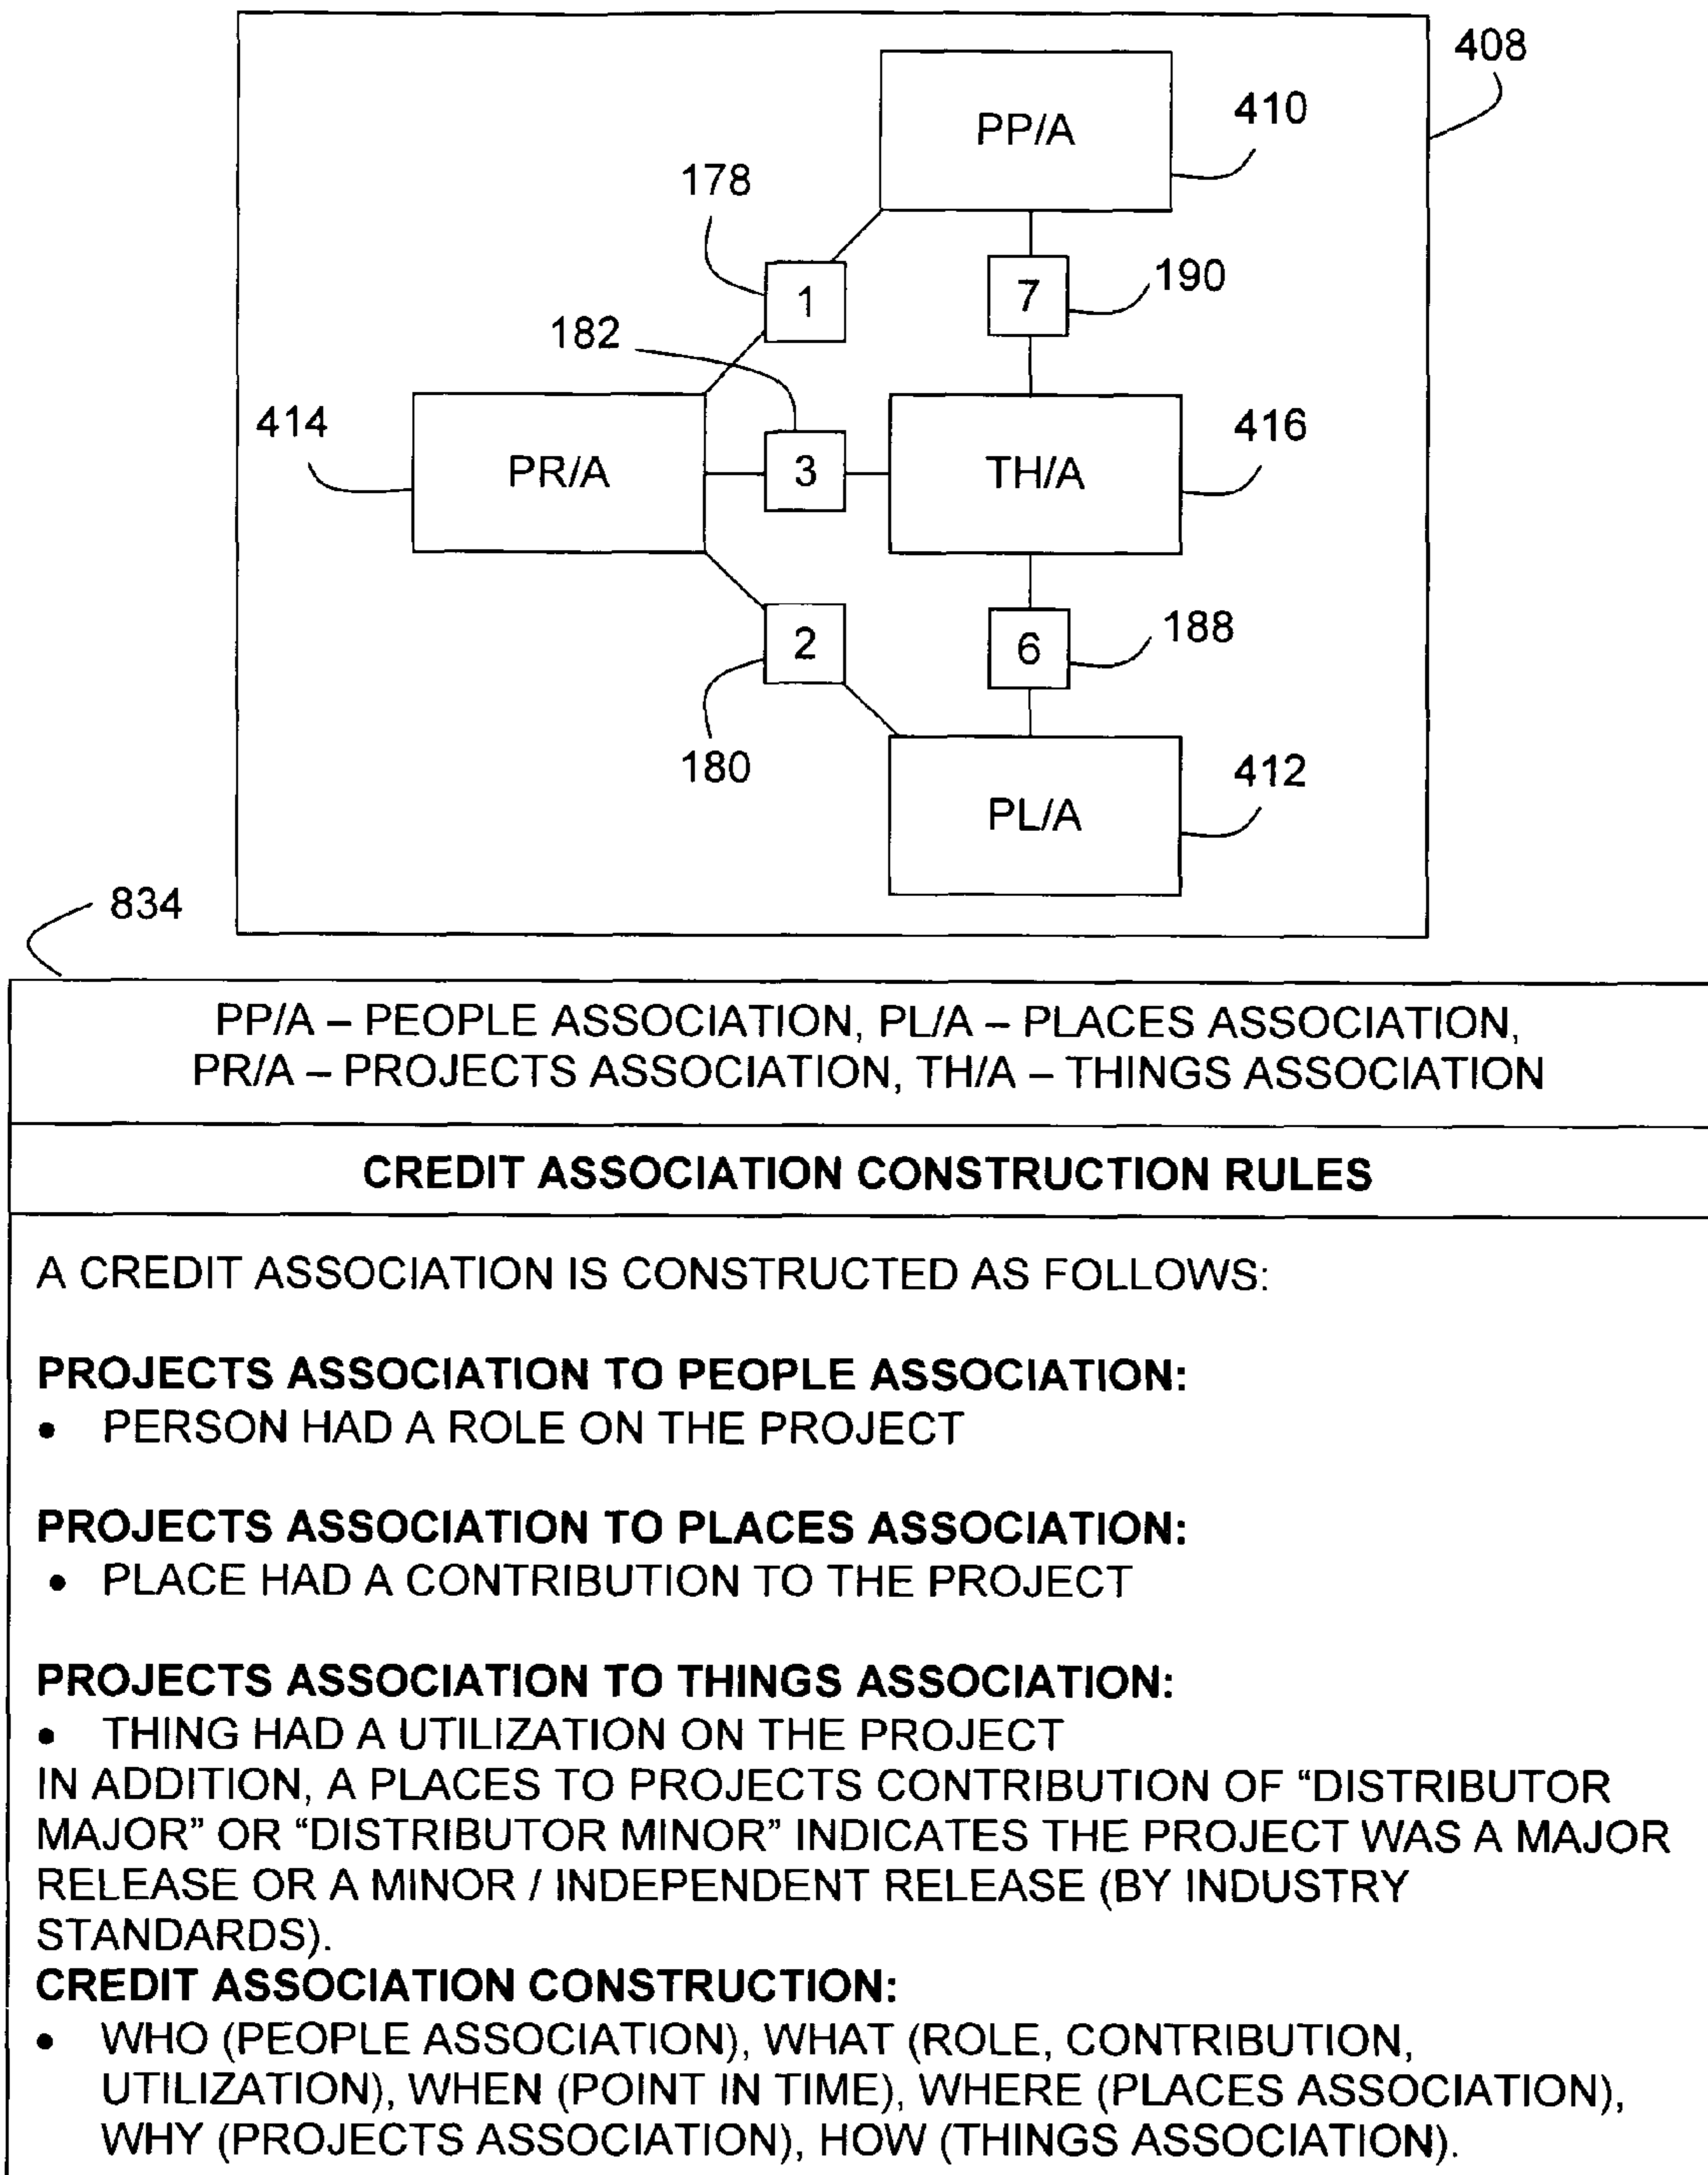 408
PP/A
410
178
1
7
190
182
414
PR/A
3
TH/A
416
2
6
188
180
PL/A
412
834
PP/A – PEOPLE ASSOCIATION, PL/A – PLACES ASSOCIATION,
PR/A – PROJECTS ASSOCIATION, TH/A – THINGS ASSOCIATION
CREDIT ASSOCIATION CONSTRUCTION RULES
A CREDIT ASSOCIATION IS CONSTRUCTED AS FOLLOWS:
PROJECTS ASSOCIATION TO PEOPLE ASSOCIATION:
• PERSON HAD A ROLE ON THE PROJECT
PROJECTS ASSOCIATION TO PLACES ASSOCIATION:
• PLACE HAD A CONTRIBUTION TO THE PROJECT
PROJECTS ASSOCIATION TO THINGS ASSOCIATION:
• THING HAD A UTILIZATION ON THE PROJECT
IN ADDITION, A PLACES TO PROJECTS CONTRIBUTION OF “DISTRIBUTOR
MAJOR” OR “DISTRIBUTOR MINOR” INDICATES THE PROJECT WAS A MAJOR
RELEASE OR A MINOR / INDEPENDENT RELEASE (BY INDUSTRY
STANDARDS).
CREDIT ASSOCIATION CONSTRUCTION:
• WHO (PEOPLE ASSOCIATION), WHAT (ROLE, CONTRIBUTION,
UTILIZATION), WHEN (POINT IN TIME), WHERE (PLACES ASSOCIATION),
WHY (PROJECTS ASSOCIATION), HOW (THINGS ASSOCIATION).